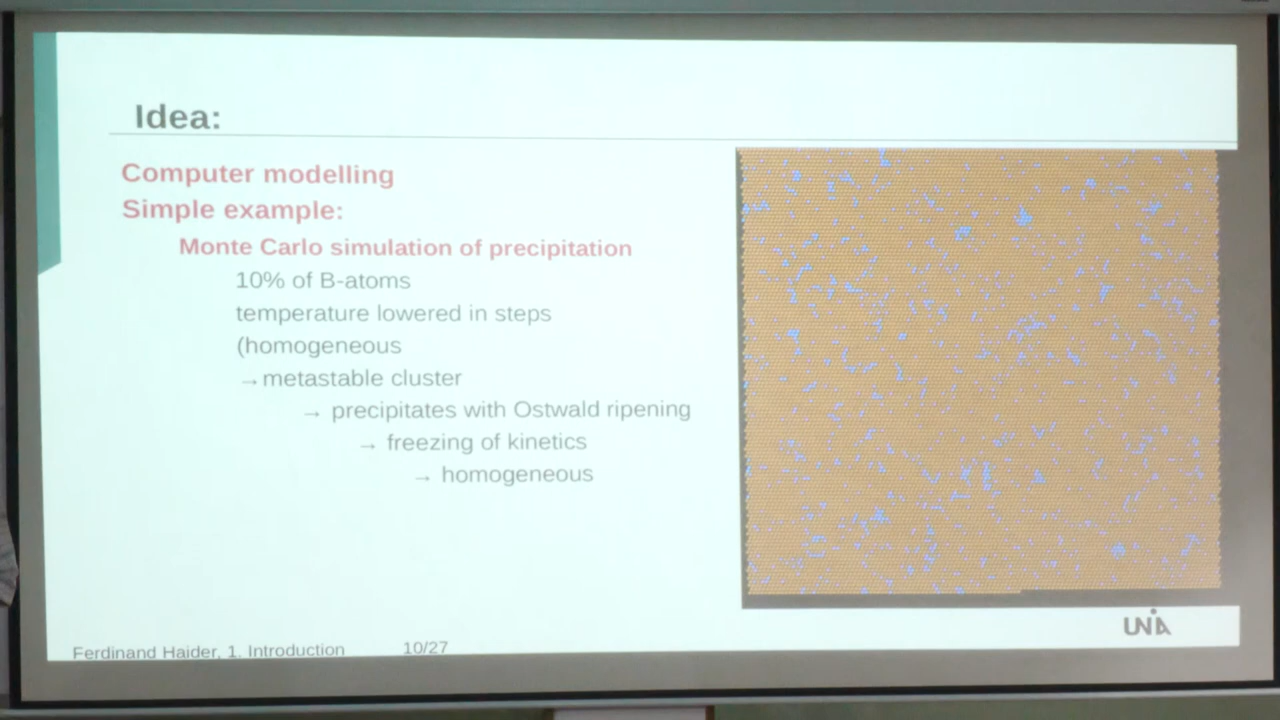 Idea:
Computer modelling
Simple example:
Monte Carlo simulation of precipitation
10% of B-atoms
temperature lowered in steps
(homogeneous
→ metastable cluster
→ precipitates with Ostwald ripening
→ freezing of kinetics
→ homogeneous
UNIA
Ferdinand Haider, 1. Introduction 10/27